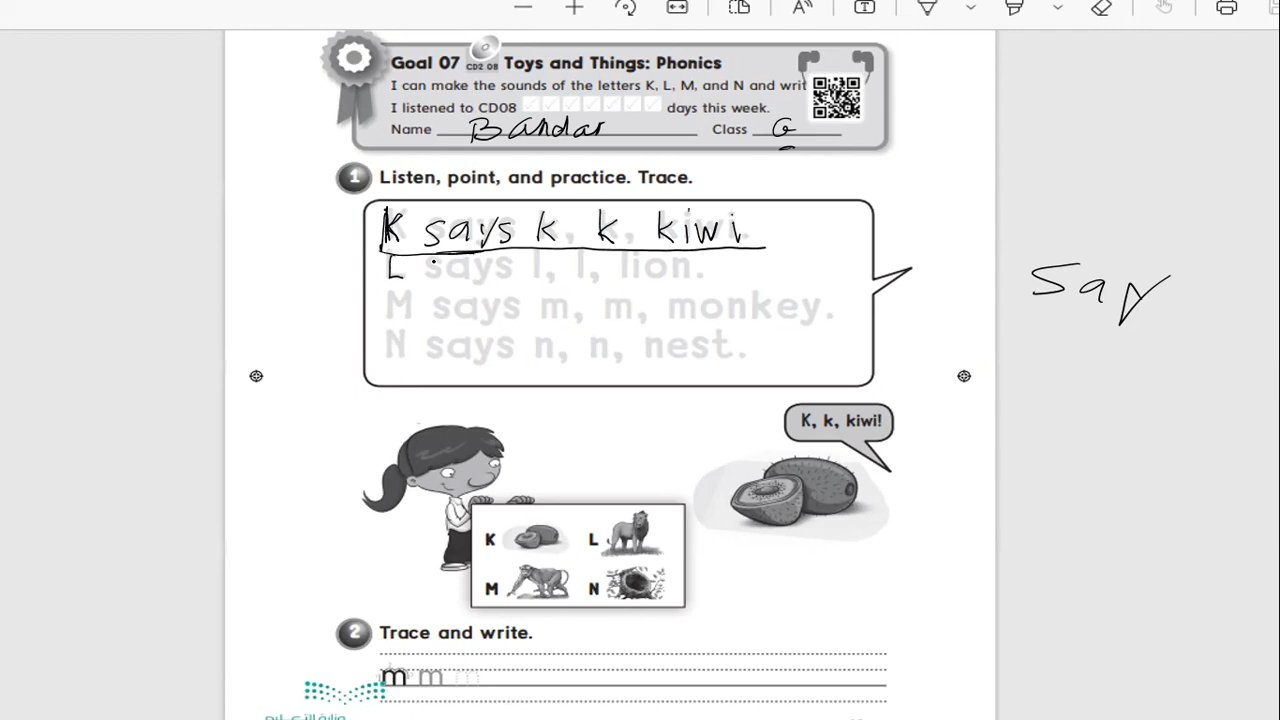 Goal 07 CD2 08 Toys and Things: Phonics
I can make the sounds of the letters K, L, M, and N and writ
I listened to CD08 days this week.
Name Bandar Class G
1 Listen, point, and practice. Trace.
K says k, k, kiwi.
L says l, l, lion.
M says m, m, monkey.
N says n, n, nest.
say
K, k, kiwi!
K L
M N
2 Trace and write.
m m m
وزارة التعليم